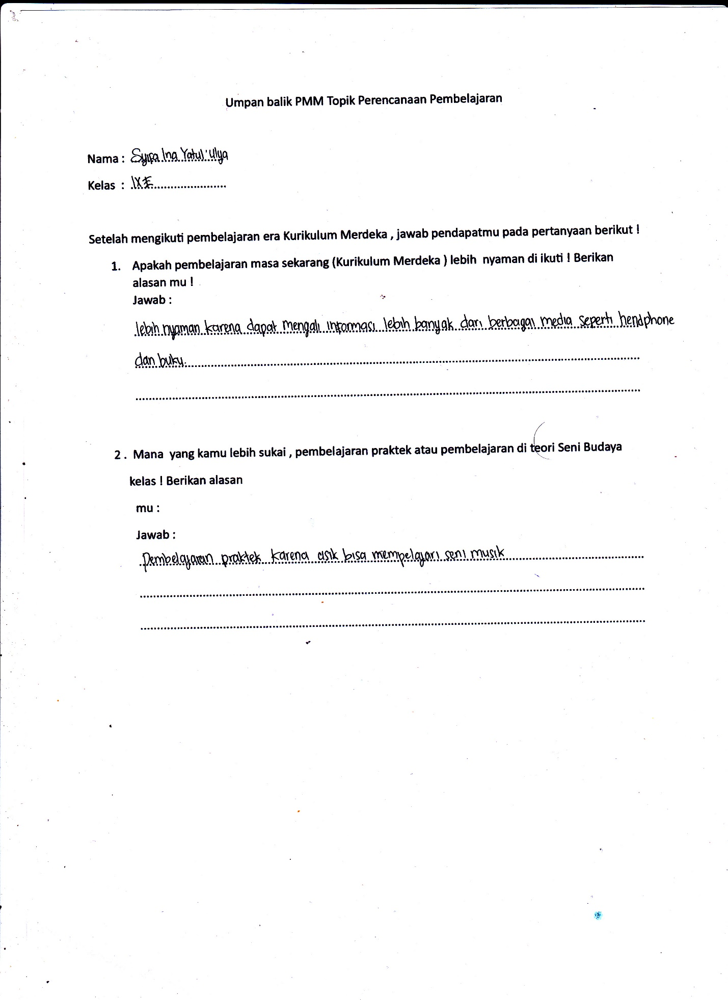 Umpan balik PMM Topik Perencanaan Pembelajaran
Nama : Syifa Ina Yatul 'Ulya
Kelas : IX E
Setelah mengikuti pembelajaran era Kurikulum Merdeka , jawab pendapatmu pada pertanyaan berikut !
1. Apakah pembelajaran masa sekarang (Kurikulum Merdeka ) lebih nyaman di ikuti ! Berikan
alasan mu !
Jawab :
lebih nyaman karena dapat mengali informasi lebih banyak dari berbagai media seperti hendphone
dan buku.
2 . Mana yang kamu lebih sukai , pembelajaran praktek atau pembelajaran di teori Seni Budaya
kelas ! Berikan alasan
mu :
Jawab :
Pembelajaran praktek karena asik bisa mempelajari seni musik